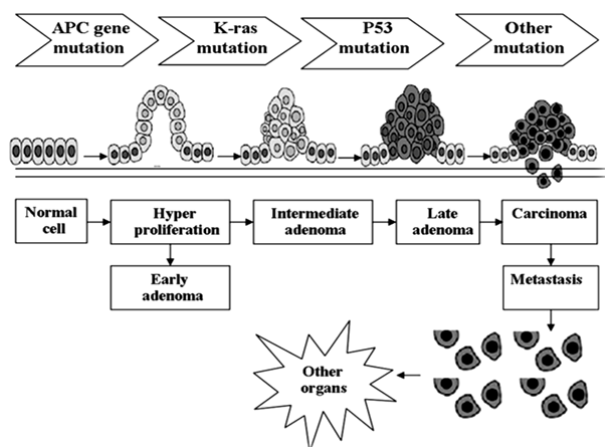 APC gene
mutation
K-ras
mutation
P53
mutation
Other
mutation
Normal
cell
Hyper
proliferation
Intermediate
adenoma
Late
adenoma
Carcinoma
Early
adenoma
Metastasis
Other
organs